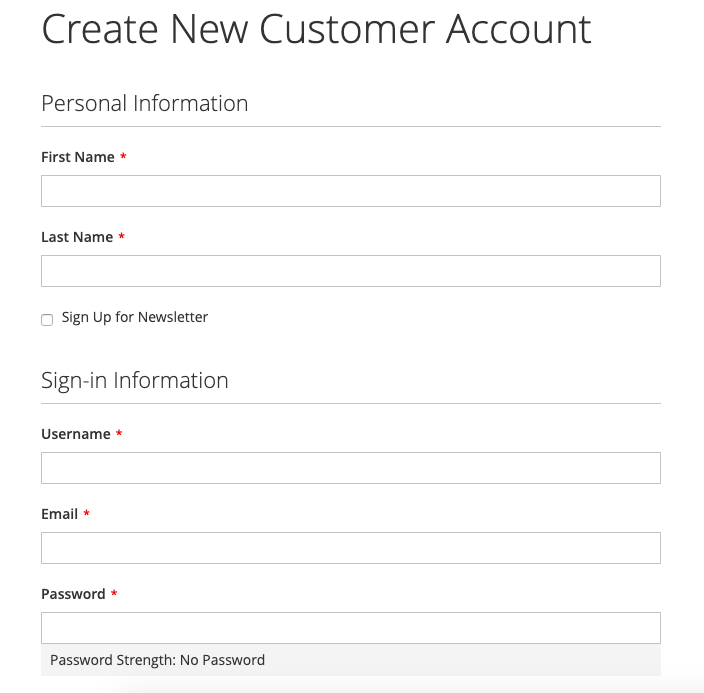 Create New Customer Account
Personal Information
First Name *
Last Name *
Sign Up for Newsletter
Sign-in Information
Username *
Email *
Password *
Password Strength: No Password